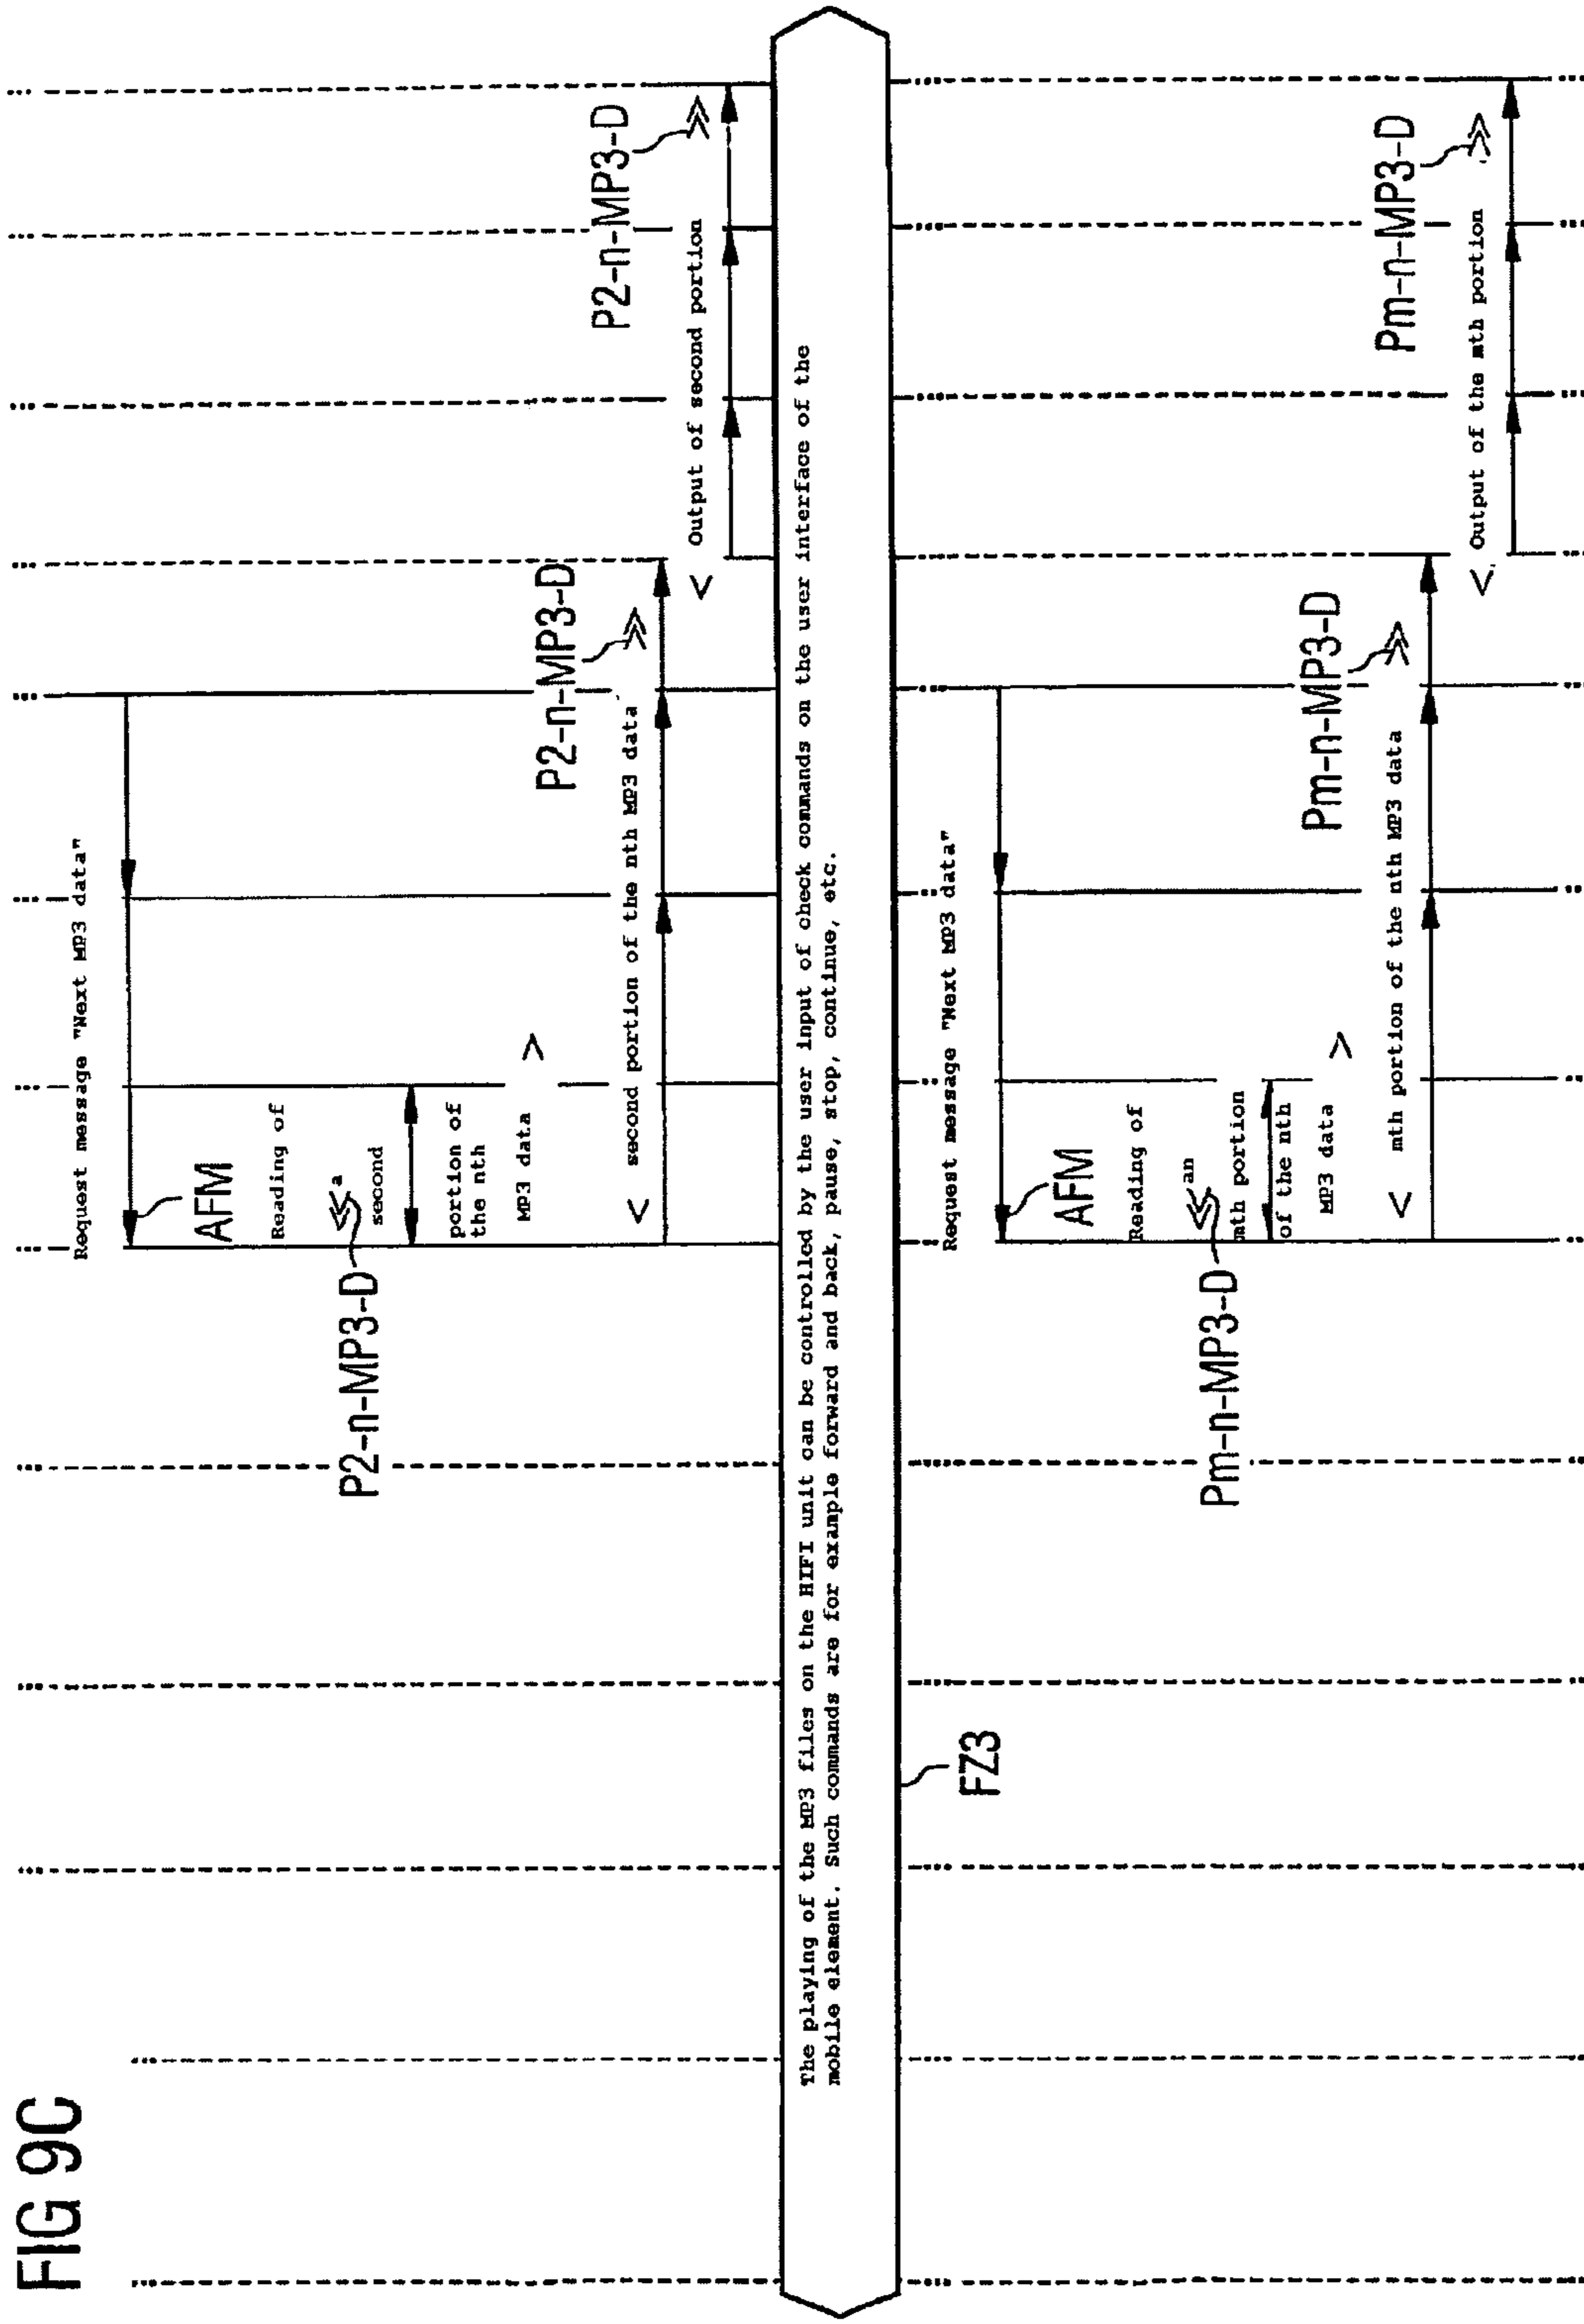 FIG 9C
Request message "Next MP3 data"
AFM
Reading of
<< a
second
P2-n-MP3-D
portion of
the nth
MP3 data >
< second portion of the nth MP3 data >>
P2-n-MP3-D
< Output of second portion >>
P2-n-MP3-D
The playing of the MP3 files on the HIFI unit can be controlled by the user input of check commands on the user interface of the
mobile element. Such commands are for example forward and back, pause, stop, continue, etc.
FZ3
Request message "Next MP3 data"
AFM
Reading of
<< an
mth portion
Pm-n-MP3-D
of the nth
MP3 data >
< mth portion of the nth MP3 data >>
Pm-n-MP3-D
< Output of the mth portion >>
Pm-n-MP3-D